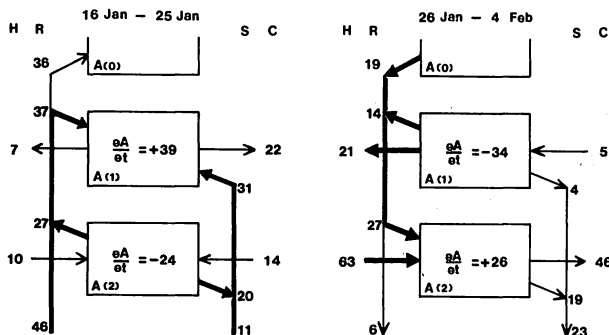 16 Jan – 25 Jan
H R S C
36
A(0)
37
7
∂A/∂t = +39
22
A(1)
31
27
10
∂A/∂t = –24
14
A(2)
20
46
11
26 Jan – 4 Feb
H R S C
19
A(0)
14
21
∂A/∂t = –34
5
A(1)
4
27
63
∂A/∂t = +26
46
A(2)
19
6
23